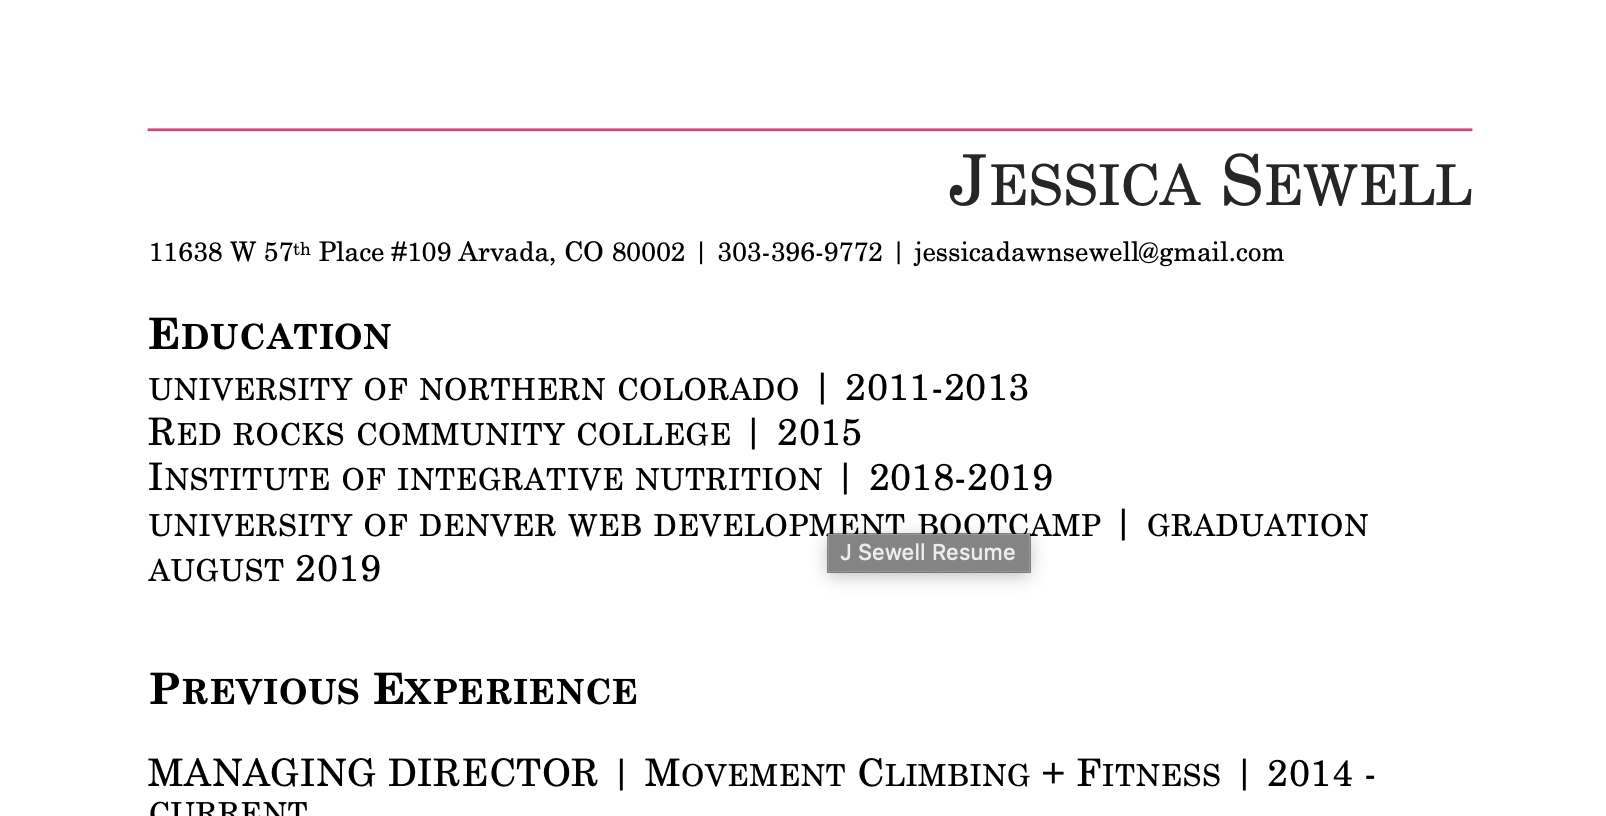 JESSICA SEWELL
11638 W 57th Place #109 Arvada, CO 80002 | 303-396-9772 | jessicadawnsewell@gmail.com
EDUCATION
UNIVERSITY OF NORTHERN COLORADO | 2011-2013
RED ROCKS COMMUNITY COLLEGE | 2015
INSTITUTE OF INTEGRATIVE NUTRITION | 2018-2019
UNIVERSITY OF DENVER WEB DEVELOPMENT BOOTCAMP | GRADUATION
J Sewell Resume
AUGUST 2019
PREVIOUS EXPERIENCE
MANAGING DIRECTOR | MOVEMENT CLIMBING + FITNESS | 2014 -
CURRENT